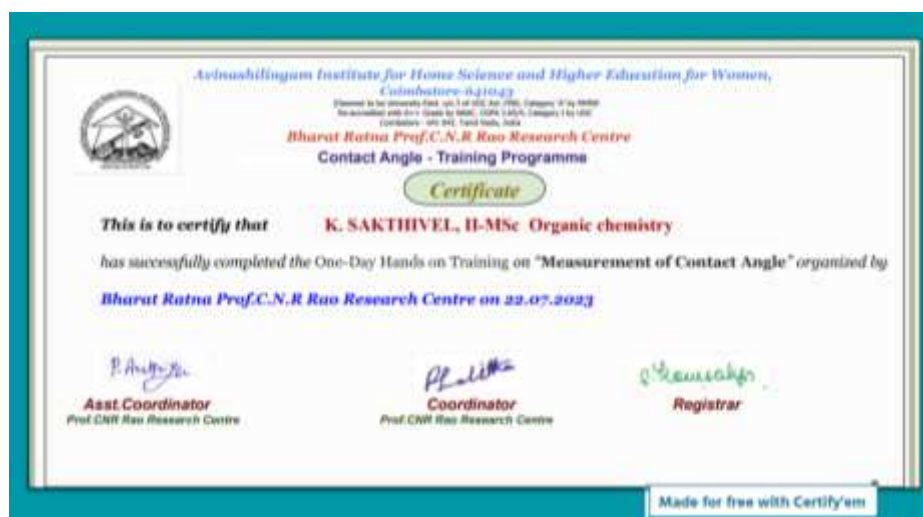 Avinashilingam Institute for Home Science and Higher Education for Women,
Coimbatore-641043
Bharat Ratna Prof.C.N.R Rao Research Centre
Contact Angle - Training Programme
Certificate
This is to certify that K. SAKTHIVEL, II-MSc Organic chemistry
has successfully completed the One-Day Hands on Training on "Measurement of Contact Angle" organized by
Bharat Ratna Prof.C.N.R Rao Research Centre on 22.07.2023
Asst.Coordinator Coordinator Registrar
Prof.CNR Rao Research Centre Prof.CNR Rao Research Centre
Made for free with Certify'em